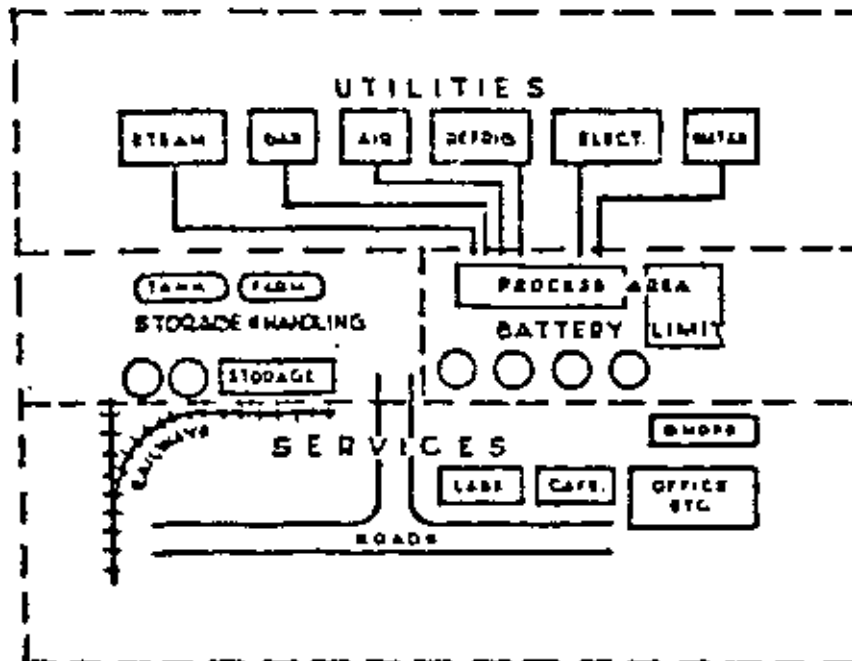 UTILITIES
STEAM GAS AIR REFRIG. ELECT. WATER
TANK FARM
PROCESS AREA
STORAGE & HANDLING
BATTERY LIMIT
STORAGE
SERVICES
SHOPS
RAILWAYS
LABS. CAFE. OFFICE
ETC.
ROADS